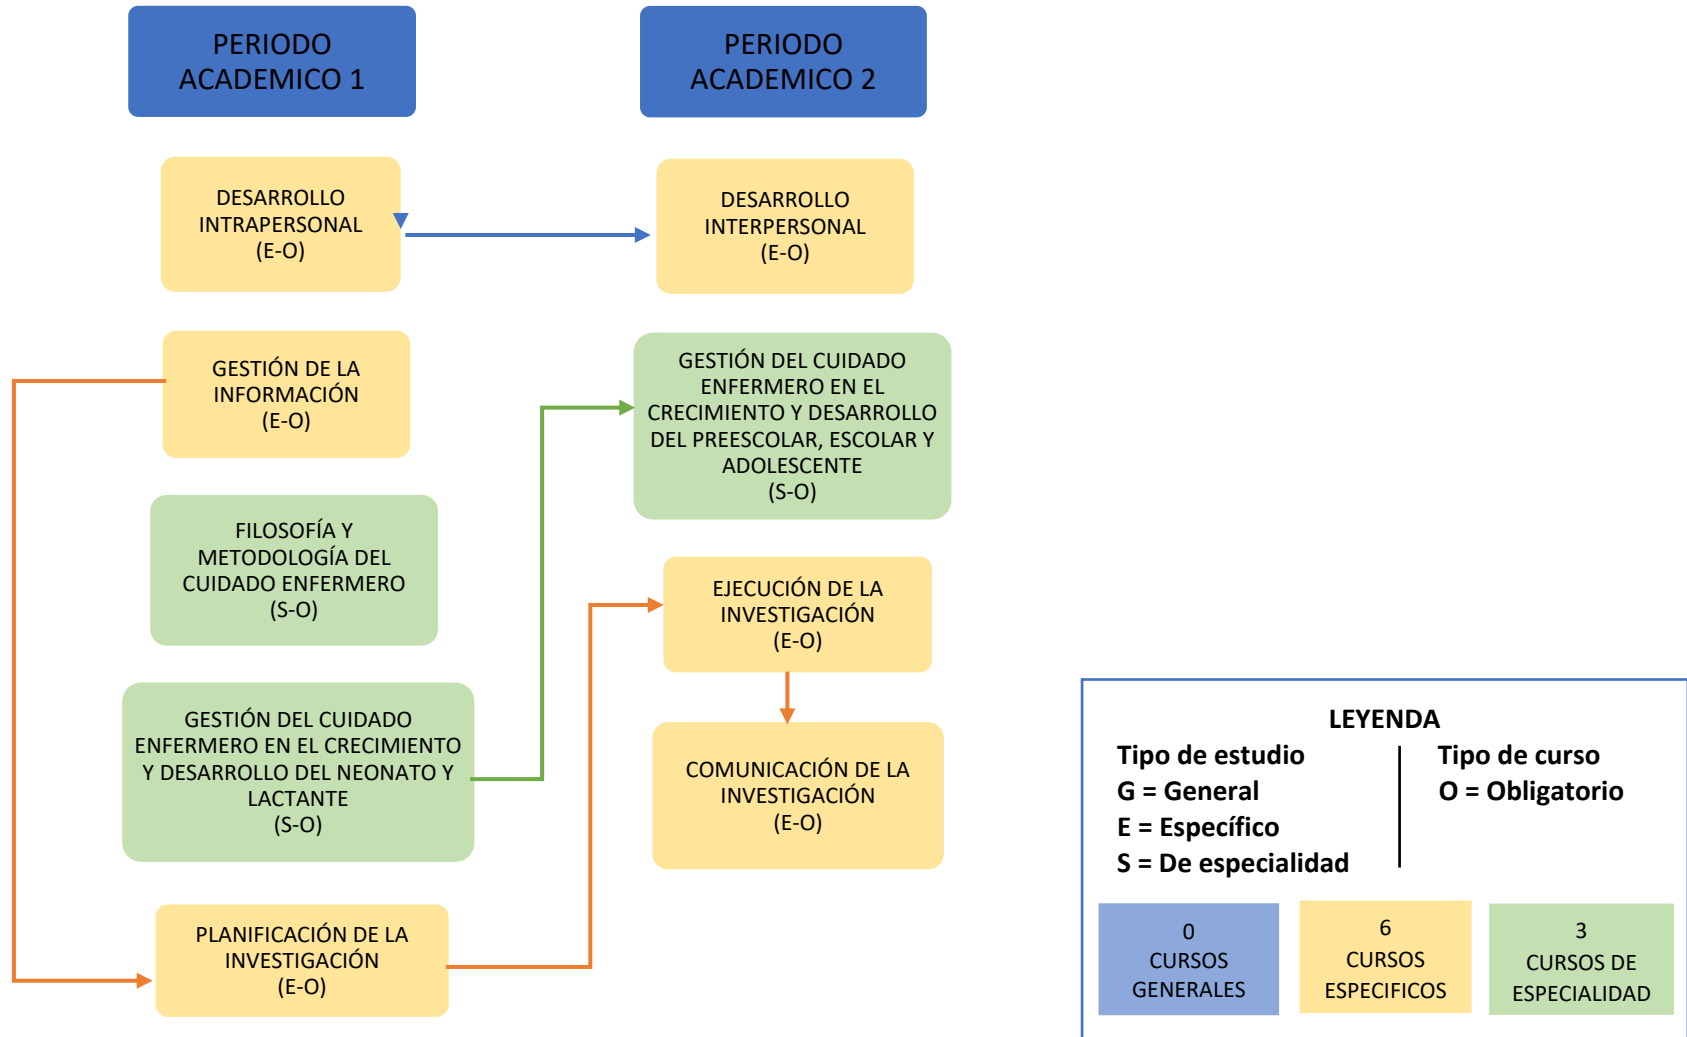 PERIODO
ACADEMICO 1
PERIODO
ACADEMICO 2
DESARROLLO
INTRAPERSONAL
(E-O)
DESARROLLO
INTERPERSONAL
(E-O)
GESTIÓN DE LA
INFORMACIÓN
(E-O)
GESTIÓN DEL CUIDADO
ENFERMERO EN EL
CRECIMIENTO Y DESARROLLO
DEL PREESCOLAR, ESCOLAR Y
ADOLESCENTE
(S-O)
FILOSOFÍA Y
METODOLOGÍA DEL
CUIDADO ENFERMERO
(S-O)
EJECUCIÓN DE LA
INVESTIGACIÓN
(E-O)
GESTIÓN DEL CUIDADO
ENFERMERO EN EL CRECIMIENTO
Y DESARROLLO DEL NEONATO Y
LACTANTE
(S-O)
COMUNICACIÓN DE LA
INVESTIGACIÓN
(E-O)
PLANIFICACIÓN DE LA
INVESTIGACIÓN
(E-O)
LEYENDA
Tipo de estudio
G = General
E = Específico
S = De especialidad
Tipo de curso
O = Obligatorio
0
CURSOS
GENERALES
6
CURSOS
ESPECIFICOS
3
CURSOS DE
ESPECIALIDAD